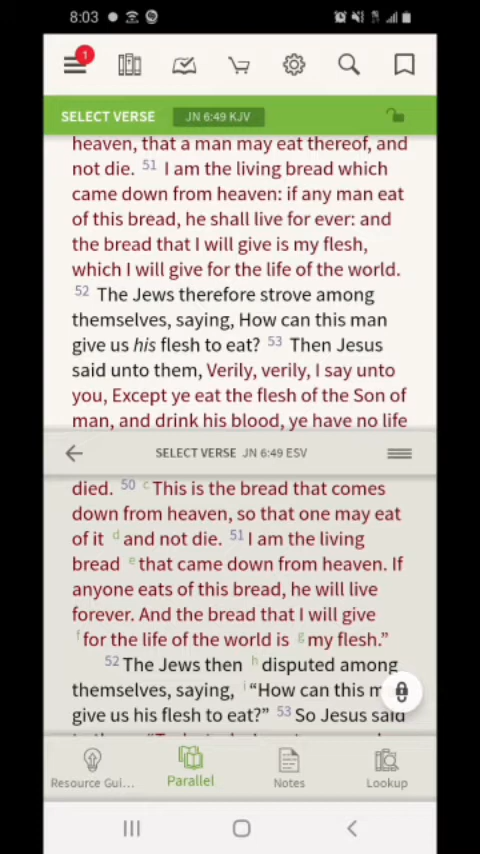 8:03
1
SELECT VERSE JN 6:49 KJV
heaven, that a man may eat thereof, and
not die. 51 I am the living bread which
came down from heaven: if any man eat
of this bread, he shall live for ever: and
the bread that I will give is my flesh,
which I will give for the life of the world.
52 The Jews therefore strove among
themselves, saying, How can this man
give us his flesh to eat? 53 Then Jesus
said unto them, Verily, verily, I say unto
you, Except ye eat the flesh of the Son of
man, and drink his blood, ye have no life
SELECT VERSE JN 6:49 ESV
died. 50 c This is the bread that comes
down from heaven, so that one may eat
of it d and not die. 51 I am the living
bread e that came down from heaven. If
anyone eats of this bread, he will live
forever. And the bread that I will give
f for the life of the world is g my flesh.”
52 The Jews then h disputed among
themselves, saying, i “How can this m
give us his flesh to eat?” 53 So Jesus said
Resource Gui... Parallel Notes Lookup